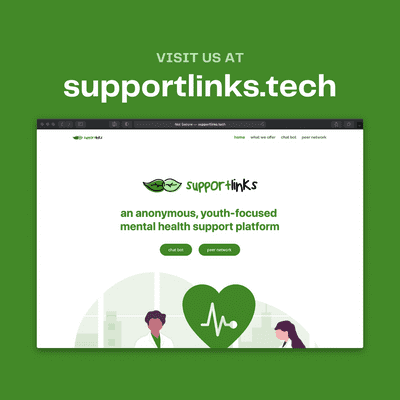 VISIT US AT
supportlinks.tech
Not Secure — supportlinks.tech
supportlinks
home what we offer chat bot peer network
supportlinks
an anonymous, youth-focused
mental health support platform
chat bot peer network